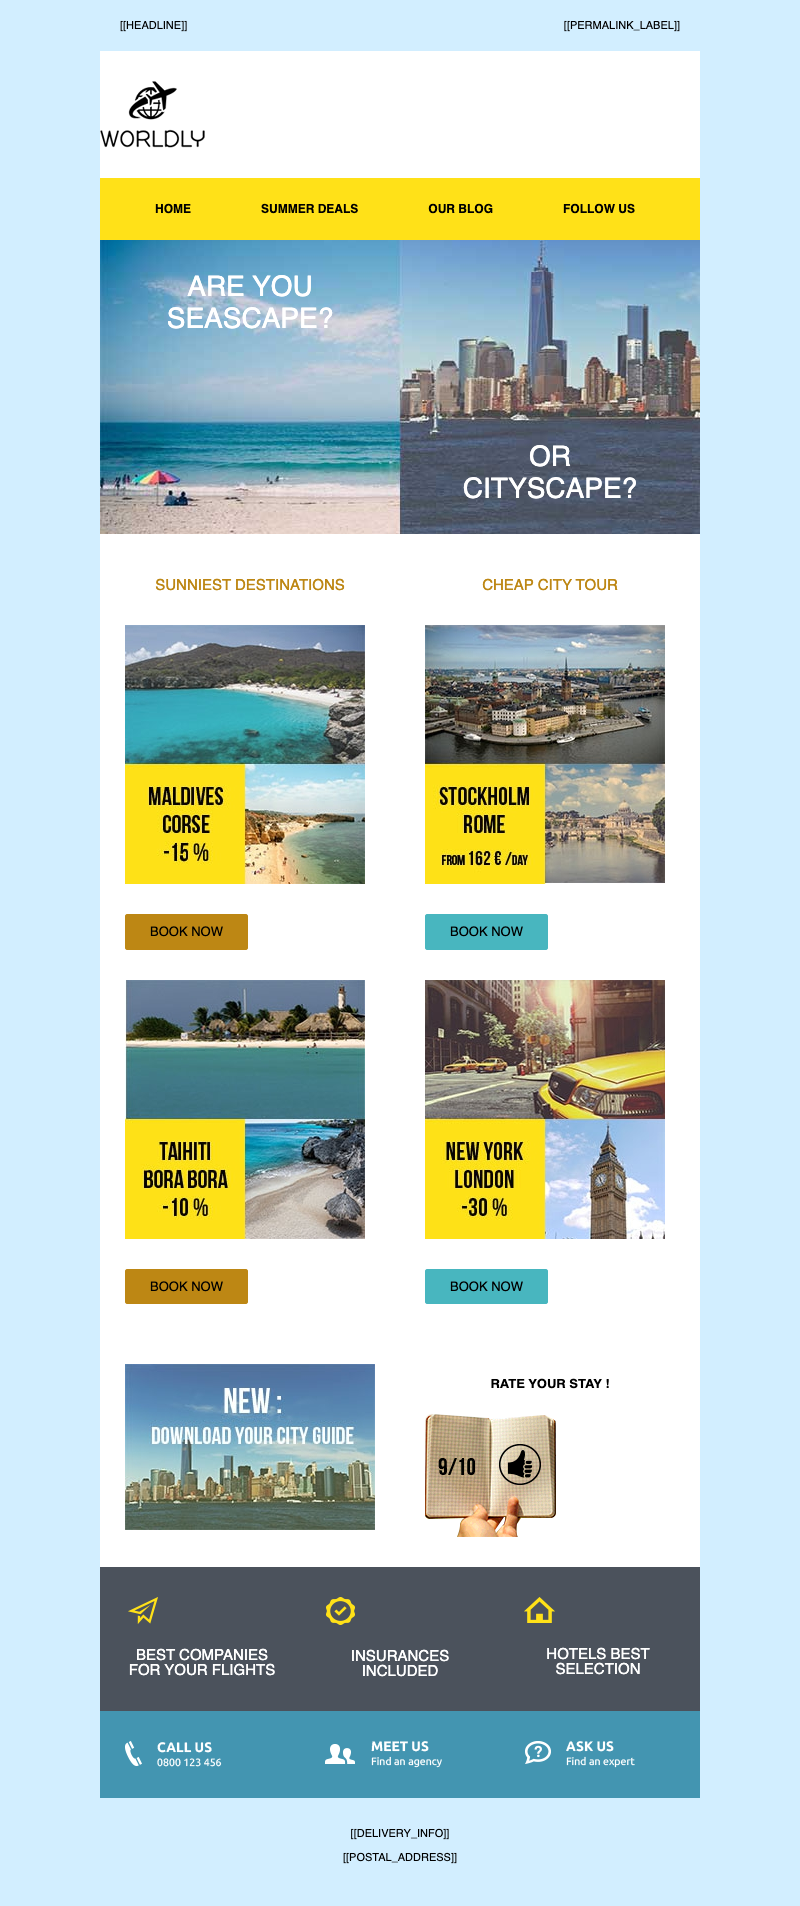 [[HEADLINE]]
[[PERMALINK_LABEL]]
WORLDLY
HOME
SUMMER DEALS
OUR BLOG
FOLLOW US
ARE YOU
SEASCAPE?
OR
CITYSCAPE?
SUNNIEST DESTINATIONS
MALDIVES
CORSE
-15 %
BOOK NOW
TAIHITI
BORA BORA
-10 %
BOOK NOW
CHEAP CITY TOUR
STOCKHOLM
ROME
FROM 162 € /DAY
BOOK NOW
NEW YORK
LONDON
-30 %
BOOK NOW
NEW :
DOWNLOAD YOUR CITY GUIDE
RATE YOUR STAY !
9/10
BEST COMPANIES
FOR YOUR FLIGHTS
INSURANCES
INCLUDED
HOTELS BEST
SELECTION
CALL US
0800 123 456
MEET US
Find an agency
ASK US
Find an expert
[[DELIVERY_INFO]]
[[POSTAL_ADDRESS]]